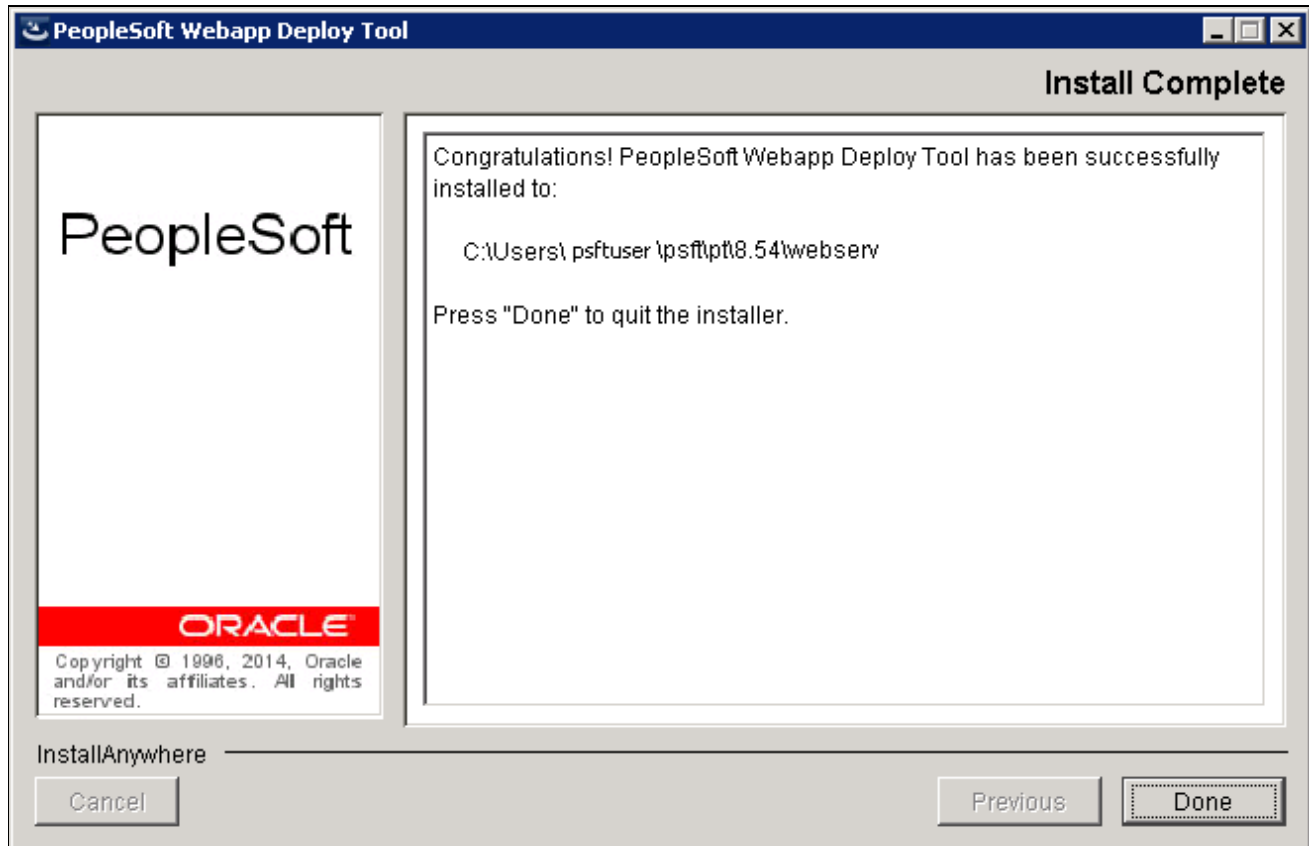 PeopleSoft Webapp Deploy Tool
Install Complete
PeopleSoft
ORACLE
Copyright © 1996, 2014, Oracle
and/or its affiliates. All rights
reserved.
Congratulations! PeopleSoft Webapp Deploy Tool has been successfully
installed to:
C:\Users\ psftuser \psft\pt\8.54\webserv
Press "Done" to quit the installer.
InstallAnywhere
Cancel
Previous
Done